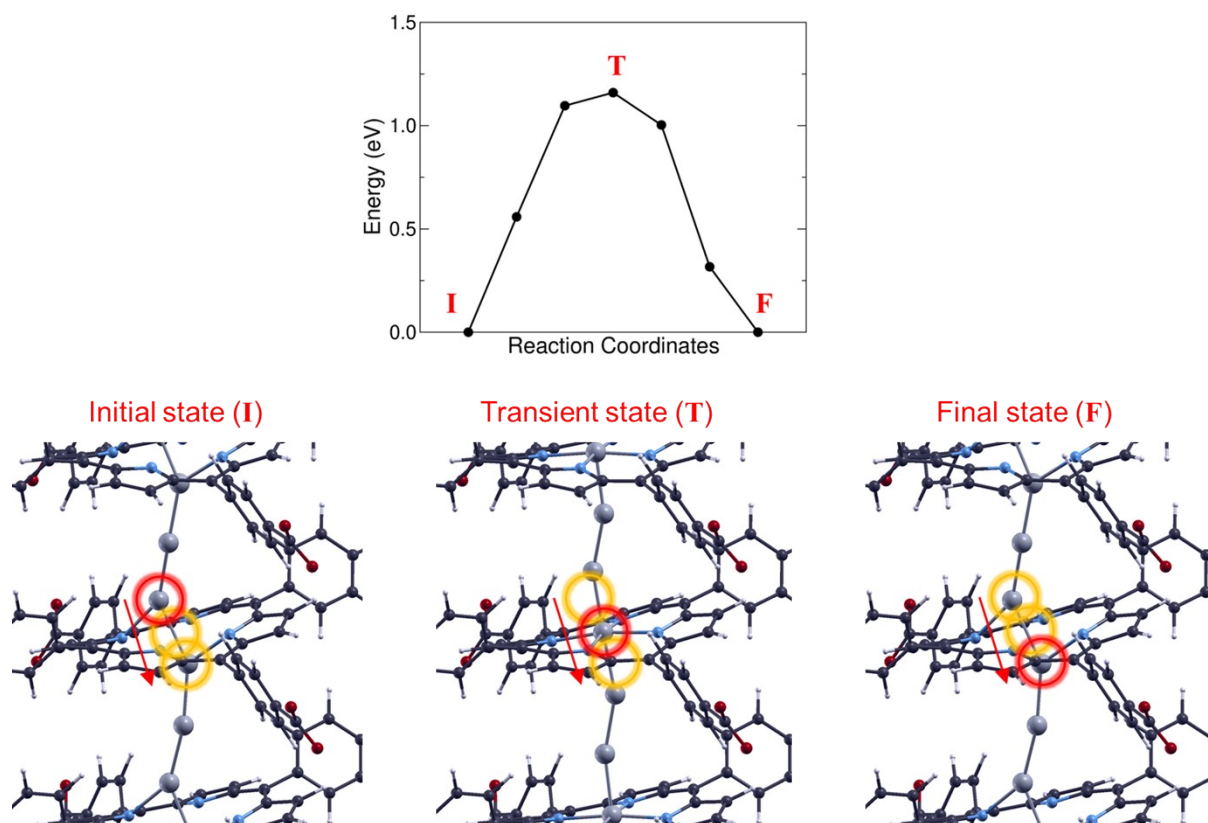 1.5
T
1.0
Energy (eV)
0.5
I
F
0.0
Reaction Coordinates
Initial state (I)
Transient state (T)
Final state (F)